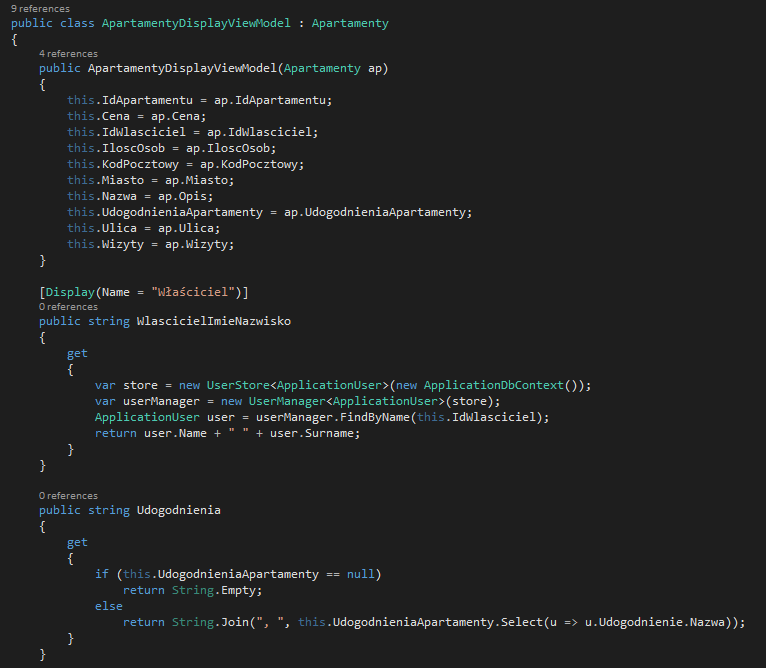 9 references
public class ApartamentyDisplayViewModel : Apartamenty
{
4 references
public ApartamentyDisplayViewModel(Apartamenty ap)
{
this.IdApartamentu = ap.IdApartamentu;
this.Cena = ap.Cena;
this.IdWlasciciel = ap.IdWlasciciel;
this.IloscOsob = ap.IloscOsob;
this.KodPocztowy = ap.KodPocztowy;
this.Miasto = ap.Miasto;
this.Nazwa = ap.Opis;
this.UdogodnieniaApartamenty = ap.UdogodnieniaApartamenty;
this.Ulica = ap.Ulica;
this.Wizyty = ap.Wizyty;
}
[Display(Name = "Właściciel")]
0 references
public string WlascicielImieNazwisko
{
get
{
var store = new UserStore<ApplicationUser>(new ApplicationDbContext());
var userManager = new UserManager<ApplicationUser>(store);
ApplicationUser user = userManager.FindByName(this.IdWlasciciel);
return user.Name + " " + user.Surname;
}
}
0 references
public string Udogodnienia
{
get
{
if (this.UdogodnieniaApartamenty == null)
return String.Empty;
else
return String.Join(", ", this.UdogodnieniaApartamenty.Select(u => u.Udogodnienie.Nazwa));
}
}